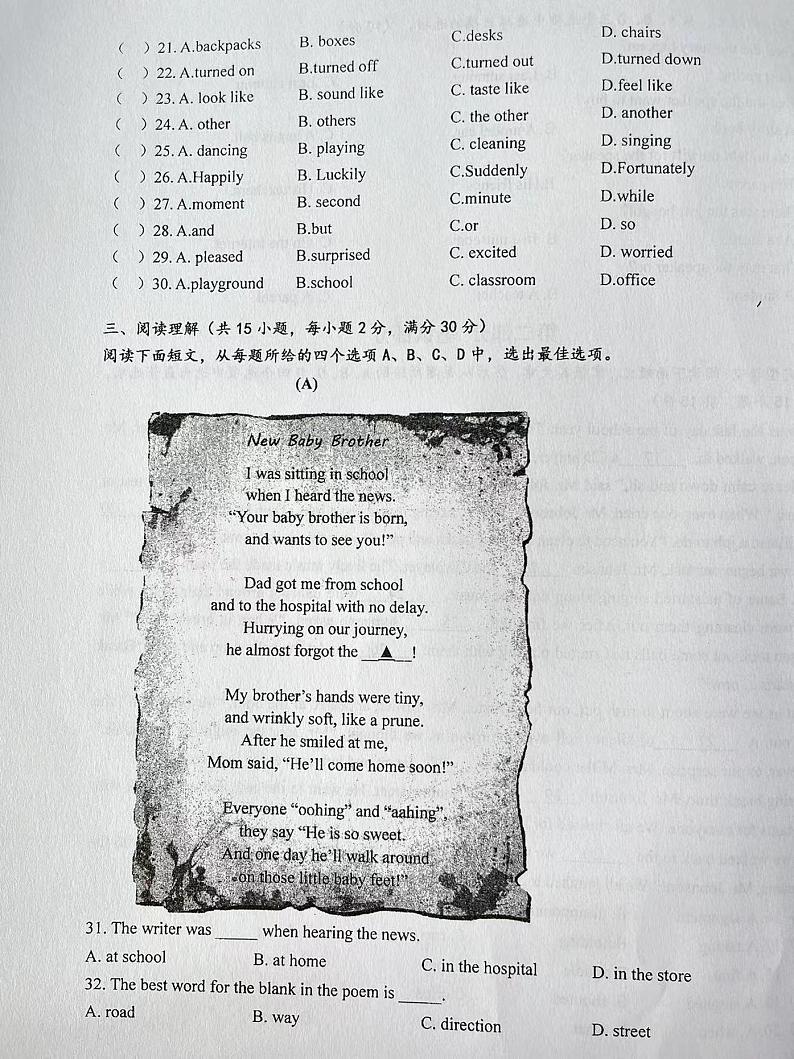 ( ) 21. A.backpacks B. boxes C.desks D. chairs
( ) 22. A.turned on B.turned off C.turned out D.turned down
( ) 23. A. look like B. sound like C. taste like D.feel like
( ) 24. A. other B. others C. the other D. another
( ) 25. A. dancing B. playing C. cleaning D. singing
( ) 26. A.Happily B. Luckily C.Suddenly D.Fortunately
( ) 27. A.moment B. second C.minute D.while
( ) 28. A.and B.but C.or D. so
( ) 29. A. pleased B.surprised C. excited D. worried
( ) 30. A.playground B.school C. classroom D.office
三、阅读理解（共 15 小题，每小题 2 分，满分 30 分）
阅读下面短文，从每题所给的四个选项 A、B、C、D 中，选出最佳选项。
(A)
New Baby Brother
I was sitting in school
when I heard the news.
“Your baby brother is born,
and wants to see you!”
Dad got me from school
and to the hospital with no delay.
Hurrying on our journey,
he almost forgot the __▲__!
My brother’s hands were tiny,
and wrinkly soft, like a prune.
After he smiled at me,
Mom said, “He’ll come home soon!”
Everyone “oohing” and “aahing”,
they say “He is so sweet.
And one day he’ll walk around
on those little baby feet!”
31. The writer was _____ when hearing the news.
A. at school B. at home C. in the hospital D. in the store
32. The best word for the blank in the poem is _____.
A. road B. way C. direction D. street